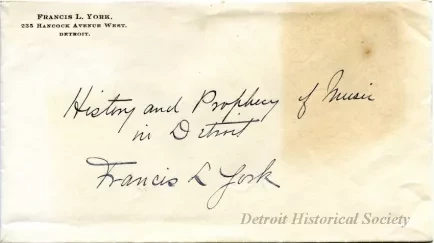 FRANCIS L. YORK,
235 HANCOCK AVENUE WEST,
DETROIT.
History and Prophecy of Music
in Detroit
Francis L York
Detroit Historical Society